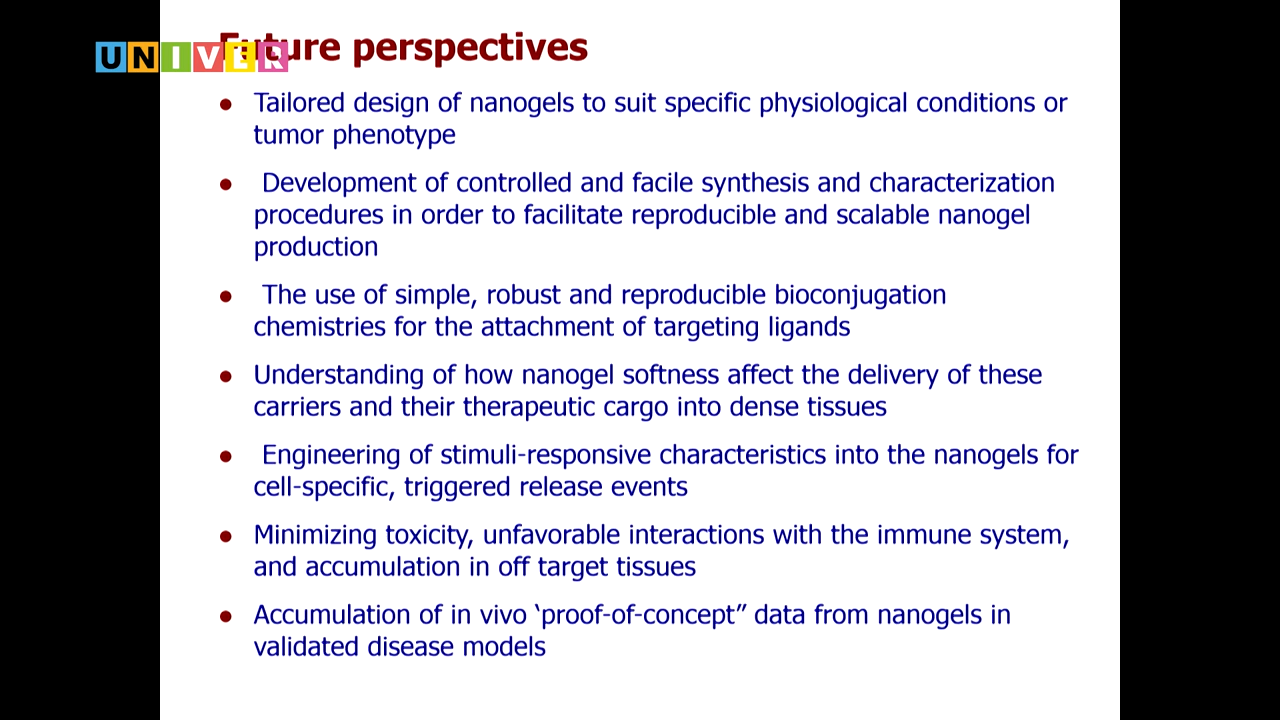 UNIVER
Future perspectives
● Tailored design of nanogels to suit specific physiological conditions or
tumor phenotype
● Development of controlled and facile synthesis and characterization
procedures in order to facilitate reproducible and scalable nanogel
production
● The use of simple, robust and reproducible bioconjugation
chemistries for the attachment of targeting ligands
● Understanding of how nanogel softness affect the delivery of these
carriers and their therapeutic cargo into dense tissues
● Engineering of stimuli-responsive characteristics into the nanogels for
cell-specific, triggered release events
● Minimizing toxicity, unfavorable interactions with the immune system,
and accumulation in off target tissues
● Accumulation of in vivo ‘proof-of-concept” data from nanogels in
validated disease models